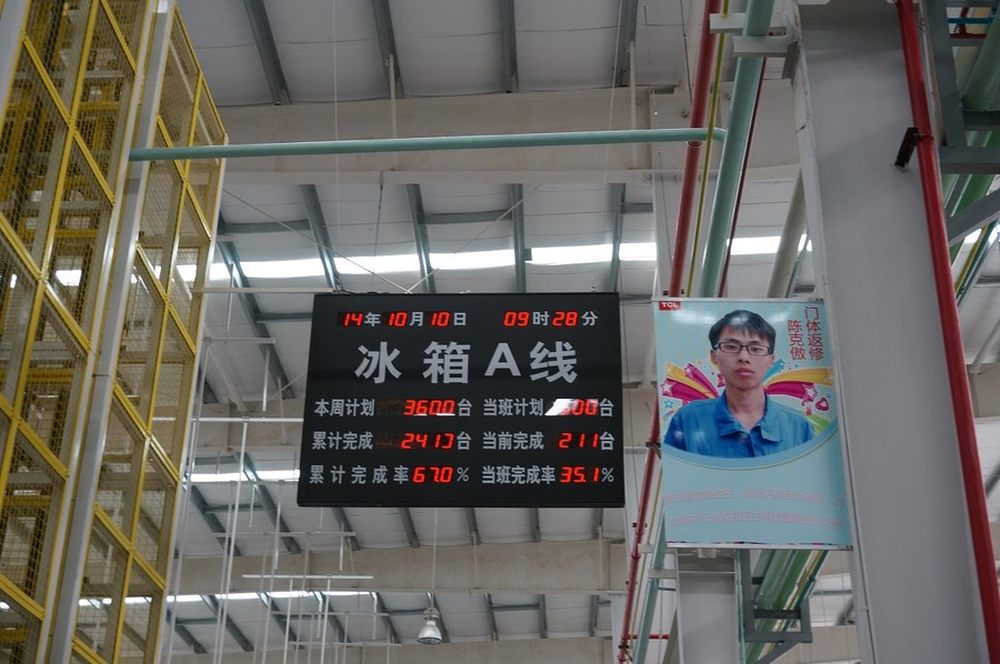 14年10月10日 09时28分
冰箱A线
本周计划 3600台 当班计划 600台
累计完成 2413台 当前完成 211台
累计完成率 67.0% 当班完成率 35.1%
TCL
门体返修
陈克傲